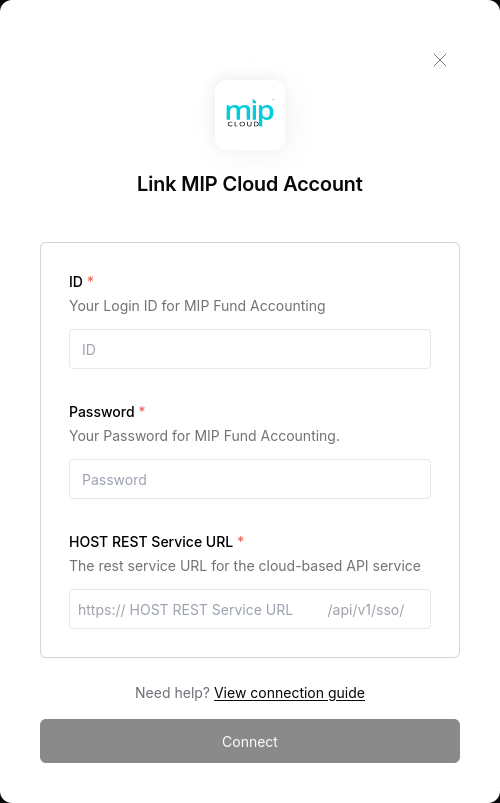 mip
CLOUD
Link MIP Cloud Account
ID *
Your Login ID for MIP Fund Accounting
ID
Password *
Your Password for MIP Fund Accounting.
Password
HOST REST Service URL *
The rest service URL for the cloud-based API service
https:// HOST REST Service URL /api/v1/sso/
Need help? View connection guide
Connect